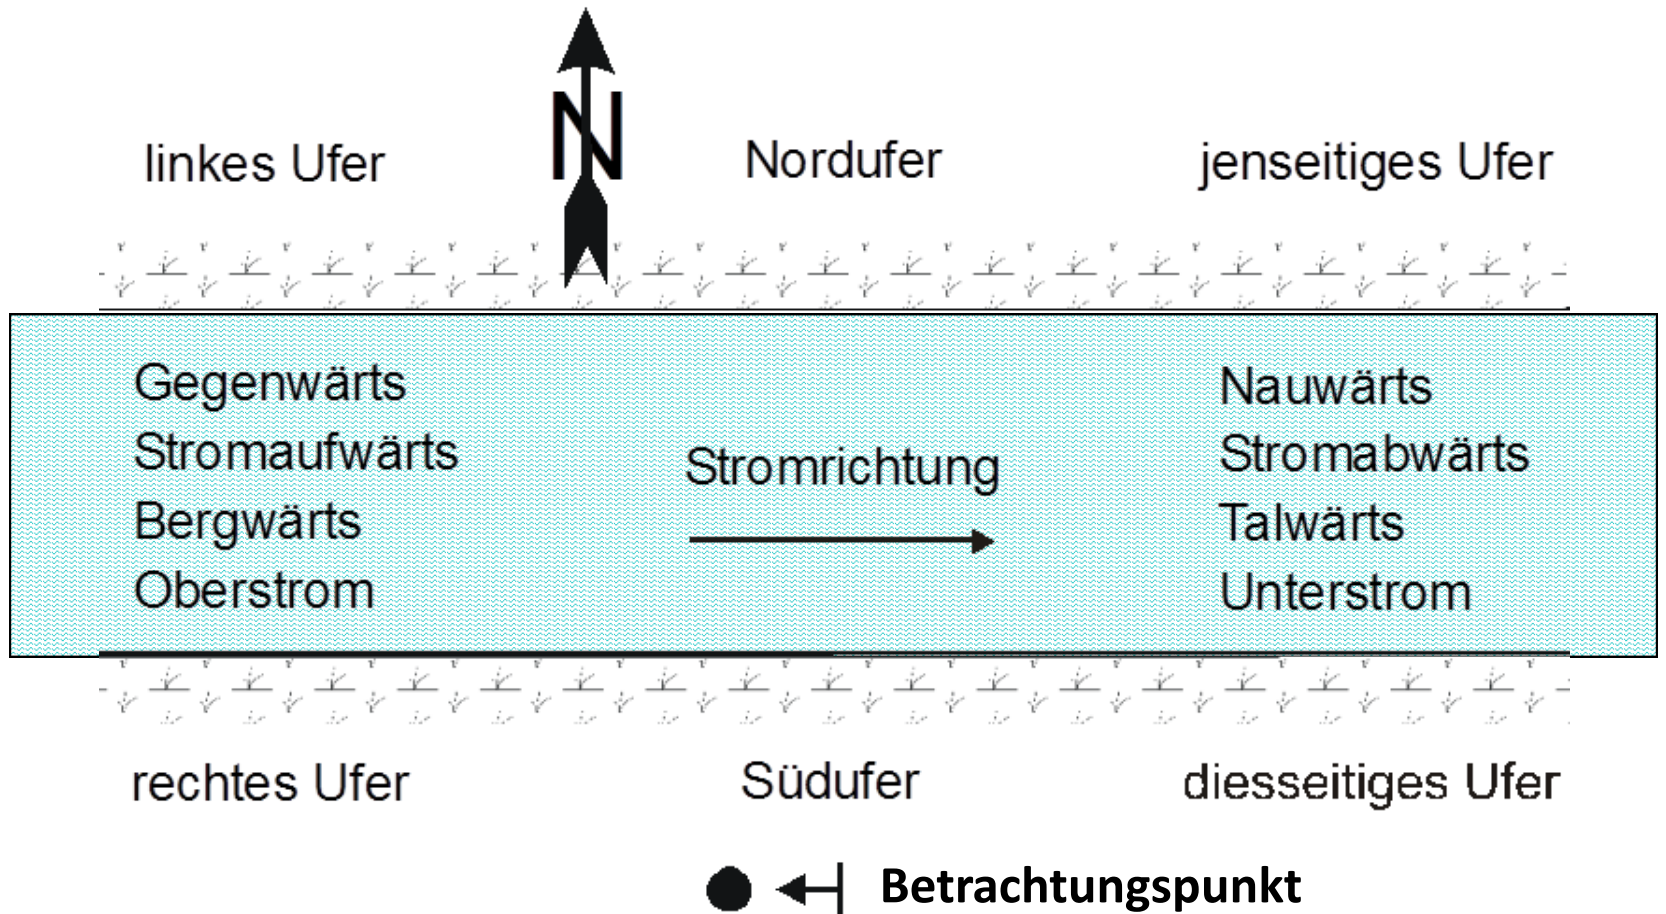 N
linkes Ufer
Nordufer
jenseitiges Ufer
Gegenwärts
Stromaufwärts
Bergwärts
Oberstrom
Stromrichtung
Nauwärts
Stromabwärts
Talwärts
Unterstrom
rechtes Ufer
Südufer
diesseitiges Ufer
Betrachtungspunkt